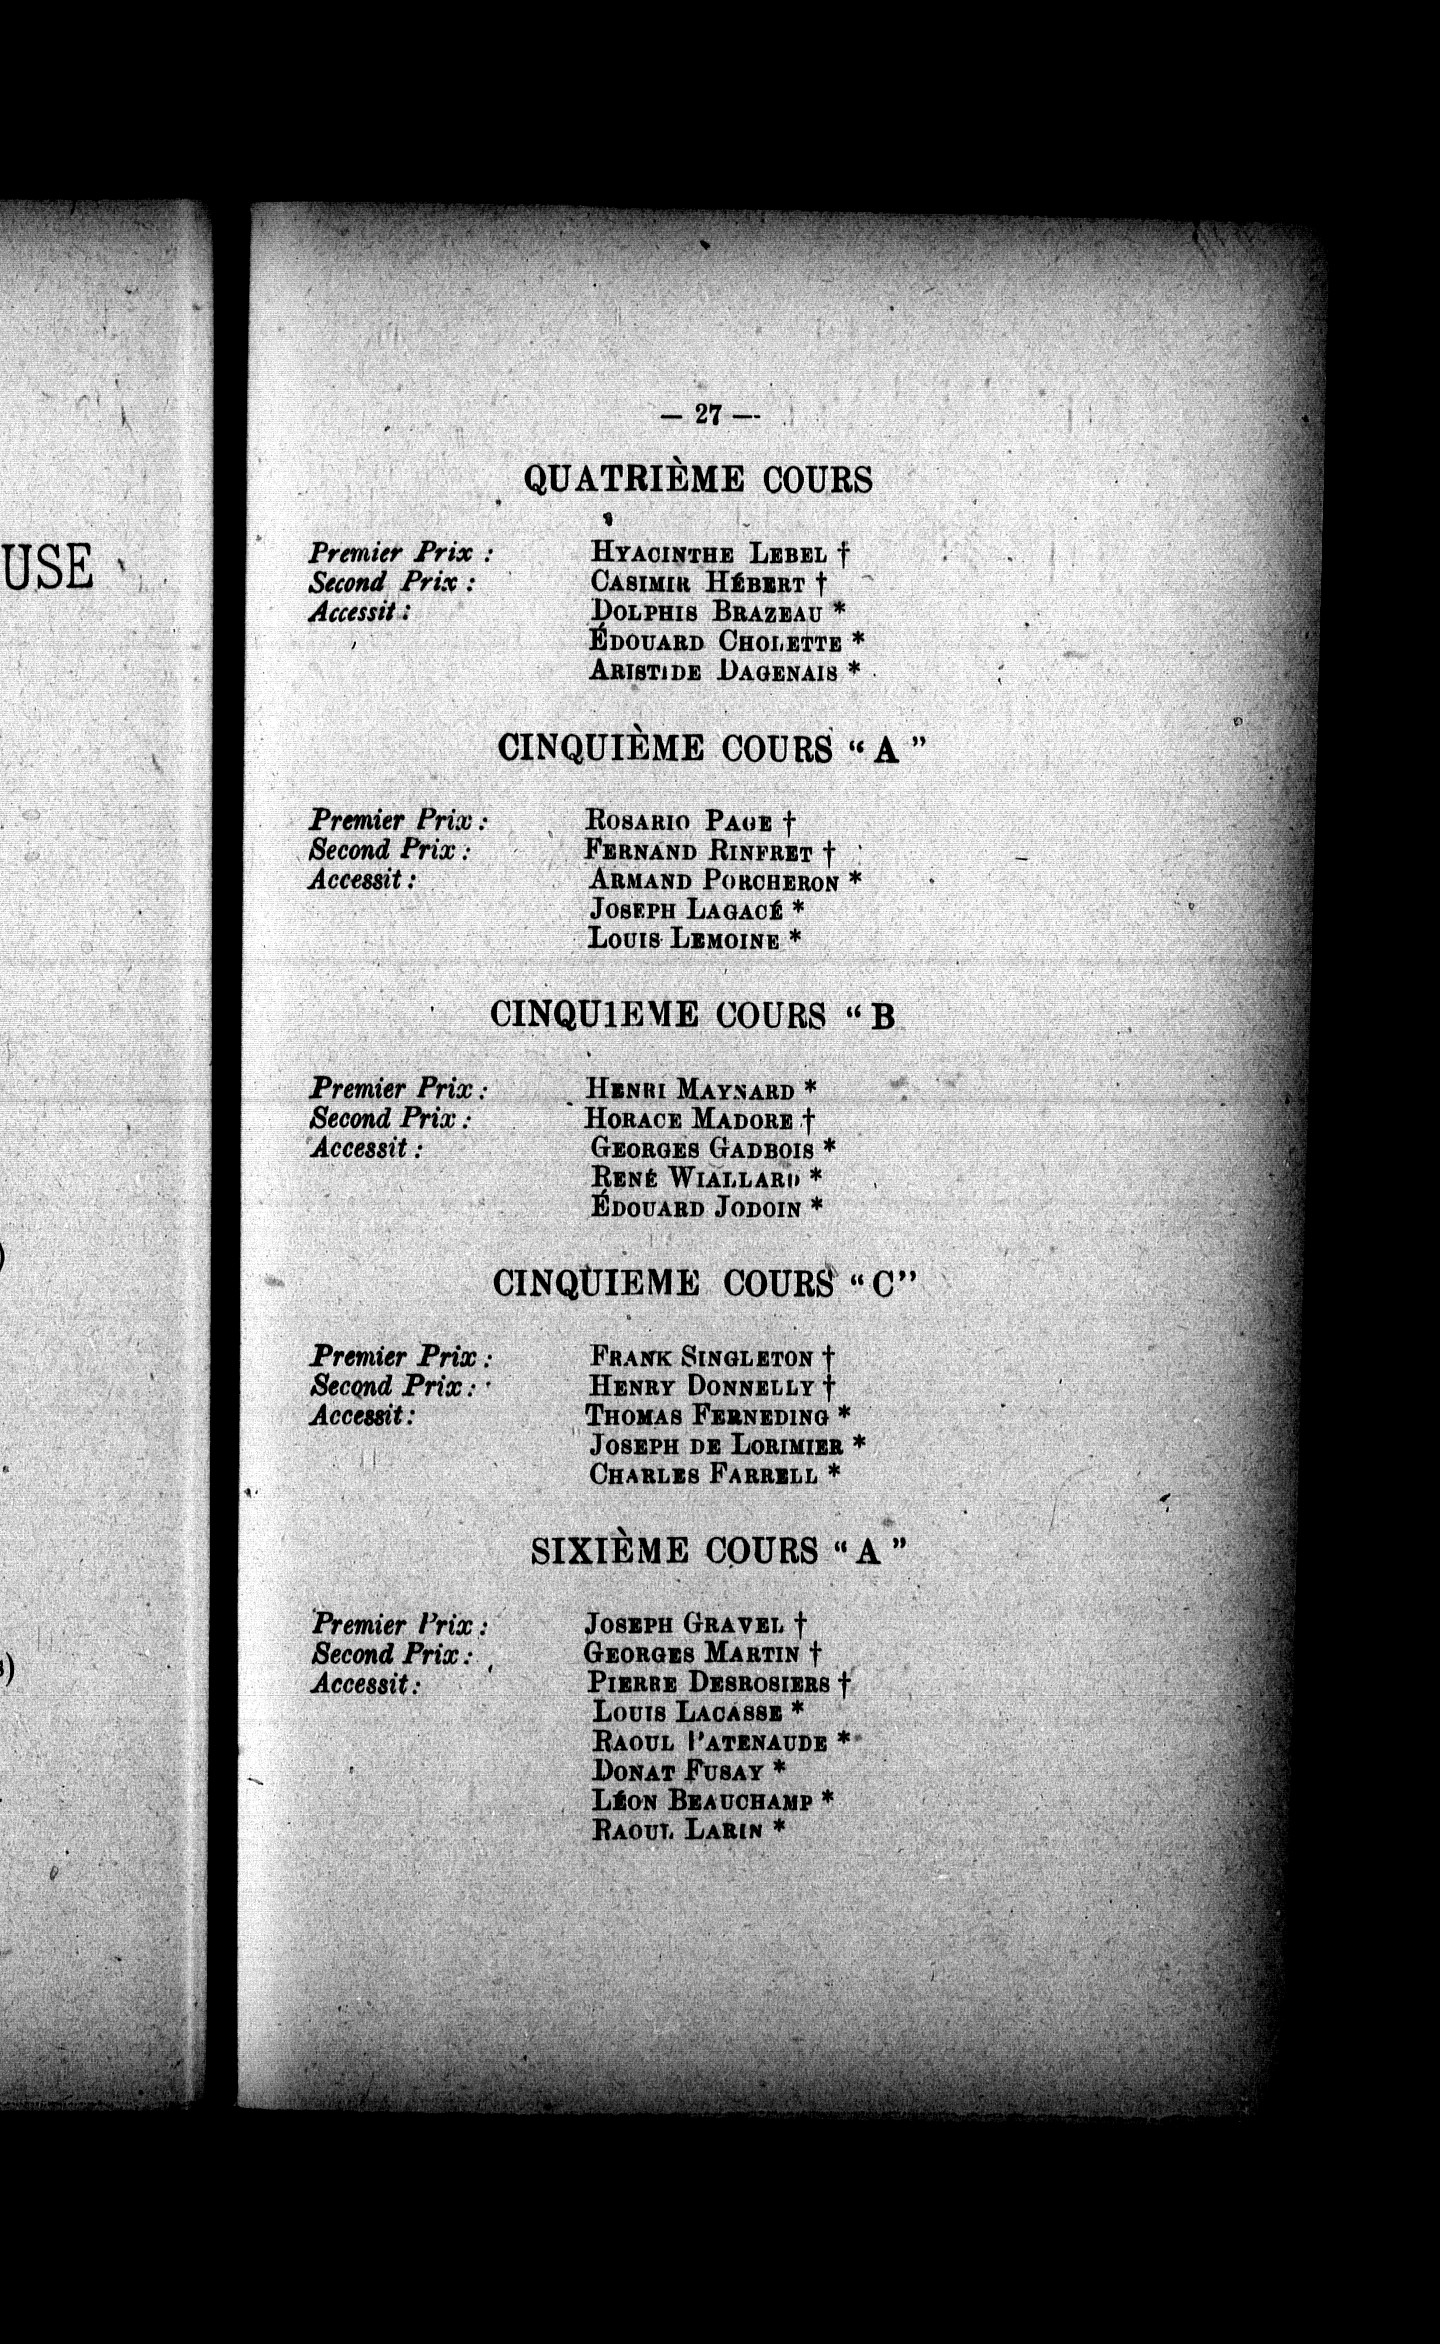 USE
— 27 —
QUATRIÈME COURS
Premier Prix : HYACINTHE LEBEL †
Second Prix : CASIMIR HÉBERT †
Accessit : DOLPHIS BRAZEAU *
ÉDOUARD CHOLETTE *
ARISTIDE DAGENAIS *
CINQUIÈME COURS “ A ”
Premier Prix : ROSARIO PAGE †
Second Prix : FERNAND RINFRET †
Accessit : ARMAND PORCHERON *
JOSEPH LAGACÉ *
LOUIS LEMOINE *
CINQUIEME COURS “ B
Premier Prix : HENRI MAYNARD *
Second Prix : HORACE MADORE †
Accessit : GEORGES GADBOIS *
RENÉ WIALLARD *
ÉDOUARD JODOIN *
CINQUIEME COURS “ C”
Premier Prix : FRANK SINGLETON †
Second Prix : HENRY DONNELLY †
Accessit : THOMAS FERNEDING *
JOSEPH DE LORIMIER *
CHARLES FARRELL *
SIXIÈME COURS “ A ”
Premier Prix : JOSEPH GRAVEL †
Second Prix : GEORGES MARTIN †
Accessit : PIERRE DESROSIERS †
LOUIS LACASSE *
RAOUL PATENAUDE *
DONAT FUSAY *
LÉON BEAUCHAMP *
RAOUL LARIN *